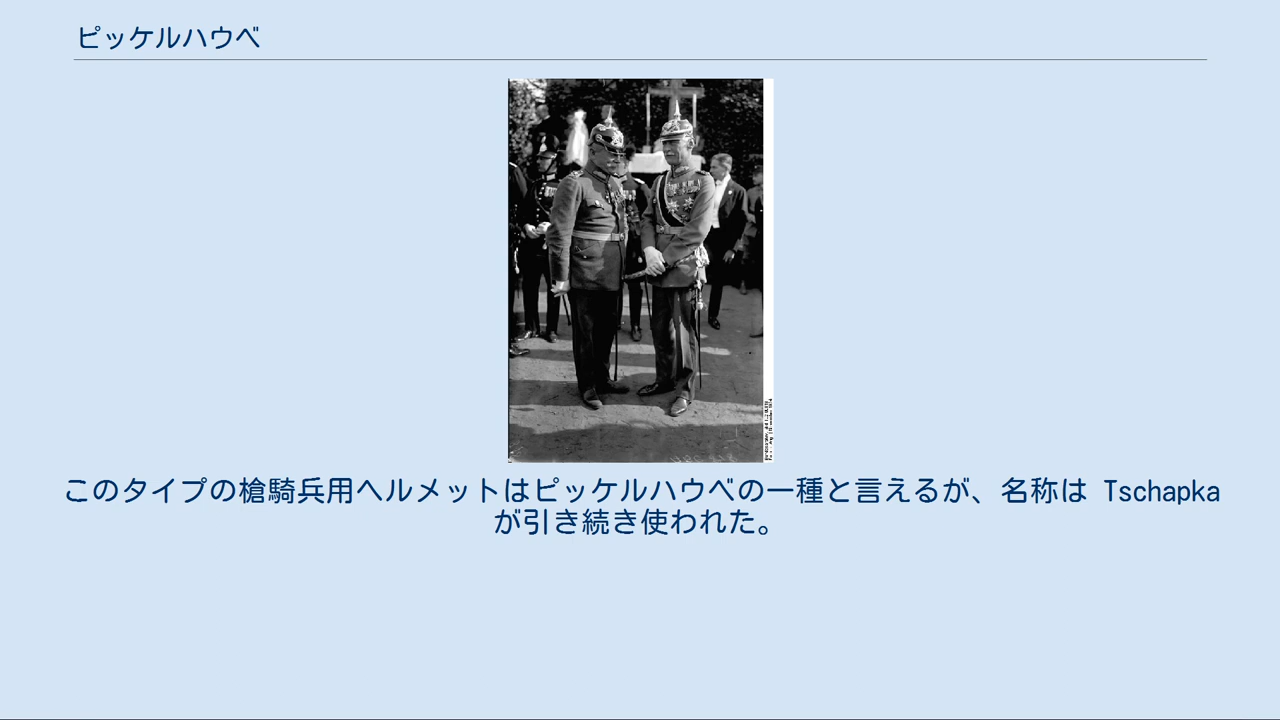 ピッケルハウベ
このタイプの槍騎兵用ヘルメットはピッケルハウベの一種と言えるが、名称は Tschapka
が引き続き使われた。